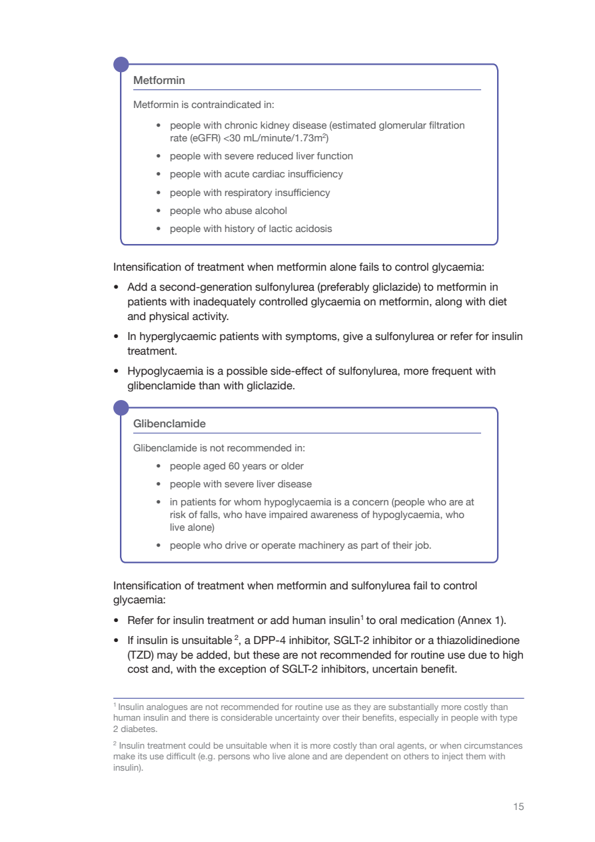 Metformin
Metformin is contraindicated in:
• people with chronic kidney disease (estimated glomerular filtration
rate (eGFR) <30 mL/minute/1.73m²)
• people with severe reduced liver function
• people with acute cardiac insufficiency
• people with respiratory insufficiency
• people who abuse alcohol
• people with history of lactic acidosis
Intensification of treatment when metformin alone fails to control glycaemia:
• Add a second-generation sulfonylurea (preferably gliclazide) to metformin in
patients with inadequately controlled glycaemia on metformin, along with diet
and physical activity.
• In hyperglycaemic patients with symptoms, give a sulfonylurea or refer for insulin
treatment.
• Hypoglycaemia is a possible side-effect of sulfonylurea, more frequent with
glibenclamide than with gliclazide.
Glibenclamide
Glibenclamide is not recommended in:
• people aged 60 years or older
• people with severe liver disease
• in patients for whom hypoglycaemia is a concern (people who are at
risk of falls, who have impaired awareness of hypoglycaemia, who
live alone)
• people who drive or operate machinery as part of their job.
Intensification of treatment when metformin and sulfonylurea fail to control
glycaemia:
• Refer for insulin treatment or add human insulin¹ to oral medication (Annex 1).
• If insulin is unsuitable ², a DPP-4 inhibitor, SGLT-2 inhibitor or a thiazolidinedione
(TZD) may be added, but these are not recommended for routine use due to high
cost and, with the exception of SGLT-2 inhibitors, uncertain benefit.
¹ Insulin analogues are not recommended for routine use as they are substantially more costly than
human insulin and there is considerable uncertainty over their benefits, especially in people with type
2 diabetes.
² Insulin treatment could be unsuitable when it is more costly than oral agents, or when circumstances
make its use difficult (e.g. persons who live alone and are dependent on others to inject them with
insulin).
15